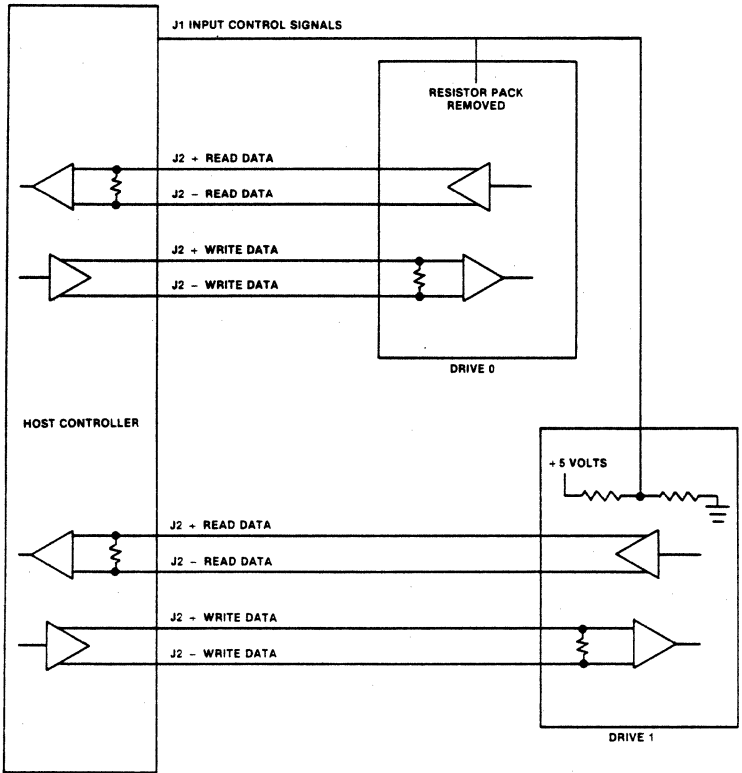 J1 INPUT CONTROL SIGNALS
RESISTOR PACK
REMOVED
J2 + READ DATA
J2 − READ DATA
J2 + WRITE DATA
J2 − WRITE DATA
DRIVE 0
HOST CONTROLLER
+ 5 VOLTS
J2 + READ DATA
J2 − READ DATA
J2 + WRITE DATA
J2 − WRITE DATA
DRIVE 1